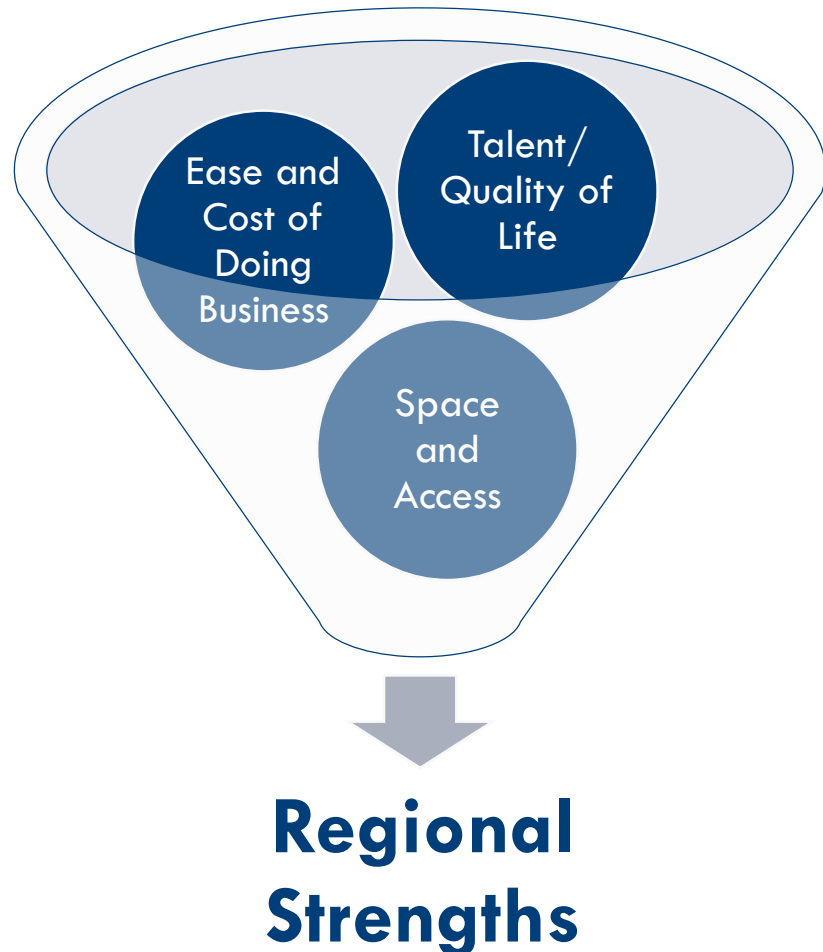 Ease and
Cost of
Doing
Business
Talent/
Quality of
Life
Space
and
Access
Regional
Strengths